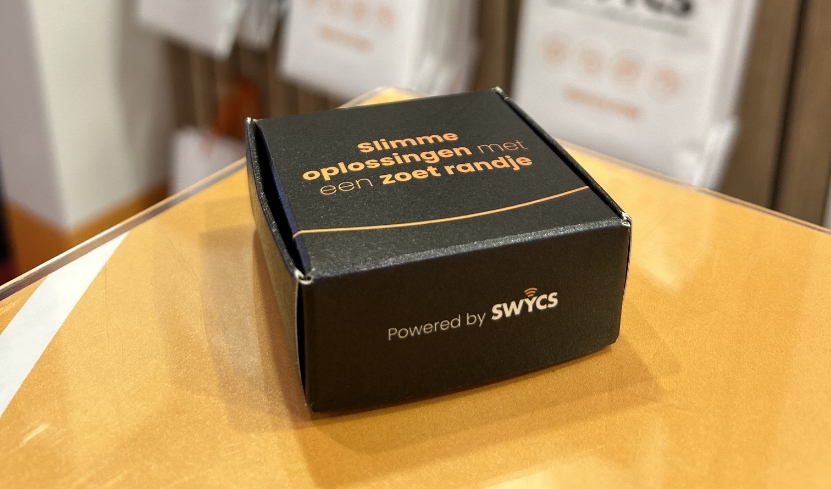 Slimme
oplossingen met
een zoet randje
Powered by SWYCS